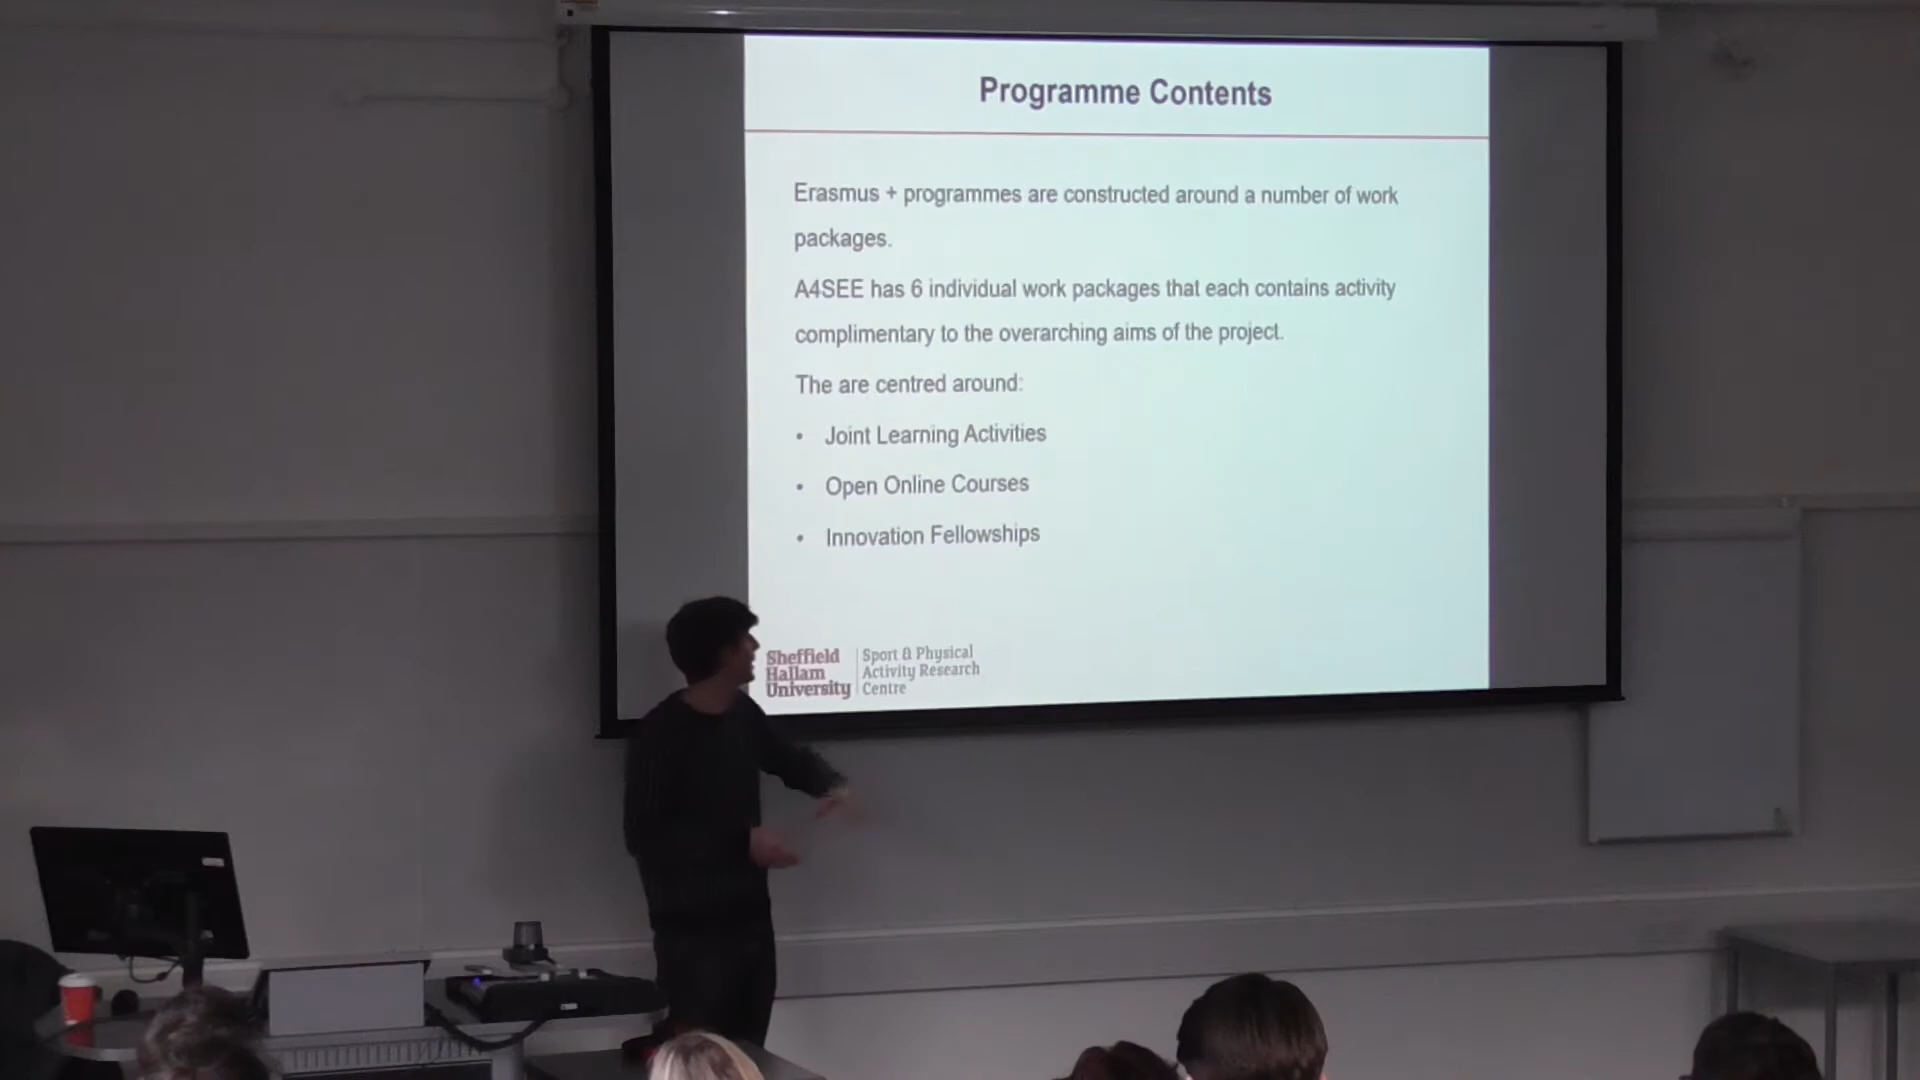 Programme Contents
Erasmus + programmes are constructed around a number of work
packages.
A4SEE has 6 individual work packages that each contains activity
complimentary to the overarching aims of the project.
The are centred around:
• Joint Learning Activities
• Open Online Courses
• Innovation Fellowships
Sheffield
Hallam
University
Sport & Physical
Activity Research
Centre